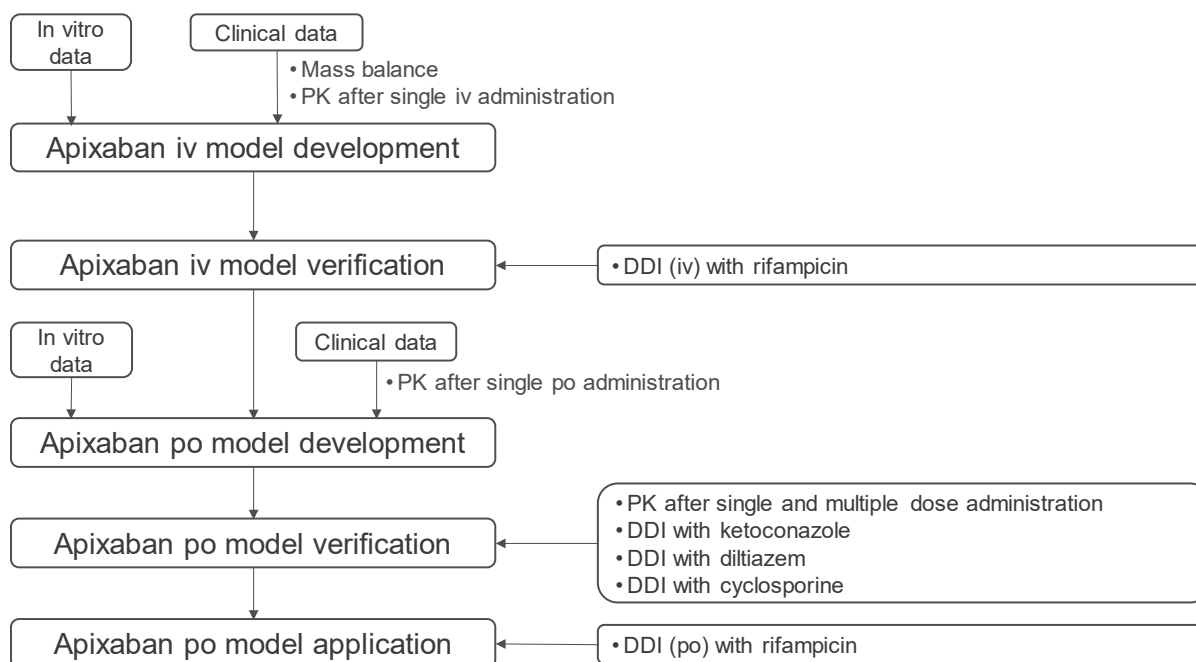 In vitro
data
Clinical data
• Mass balance
• PK after single iv administration
Apixaban iv model development
Apixaban iv model verification
• DDI (iv) with rifampicin
In vitro
data
Clinical data
• PK after single po administration
Apixaban po model development
Apixaban po model verification
• PK after single and multiple dose administration
• DDI with ketoconazole
• DDI with diltiazem
• DDI with cyclosporine
Apixaban po model application
• DDI (po) with rifampicin